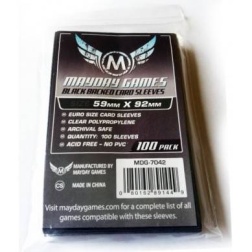 MAYDAY GAMES
BLACK BACKED CARD SLEEVES
59MM X 92MM
EURO SIZE CARD SLEEVES
CLEAR POLYPROPYLENE
ARCHIVAL SAFE
QUANTITY: 100 SLEEVES
ACID FREE - NO PVC
100 PACK
MANUFACTURED BY
MAYDAY GAMES
MADE IN CHINA
MDG-7042
Visit maydaygames.com for a complete list of all
games compatible with these sleeves.